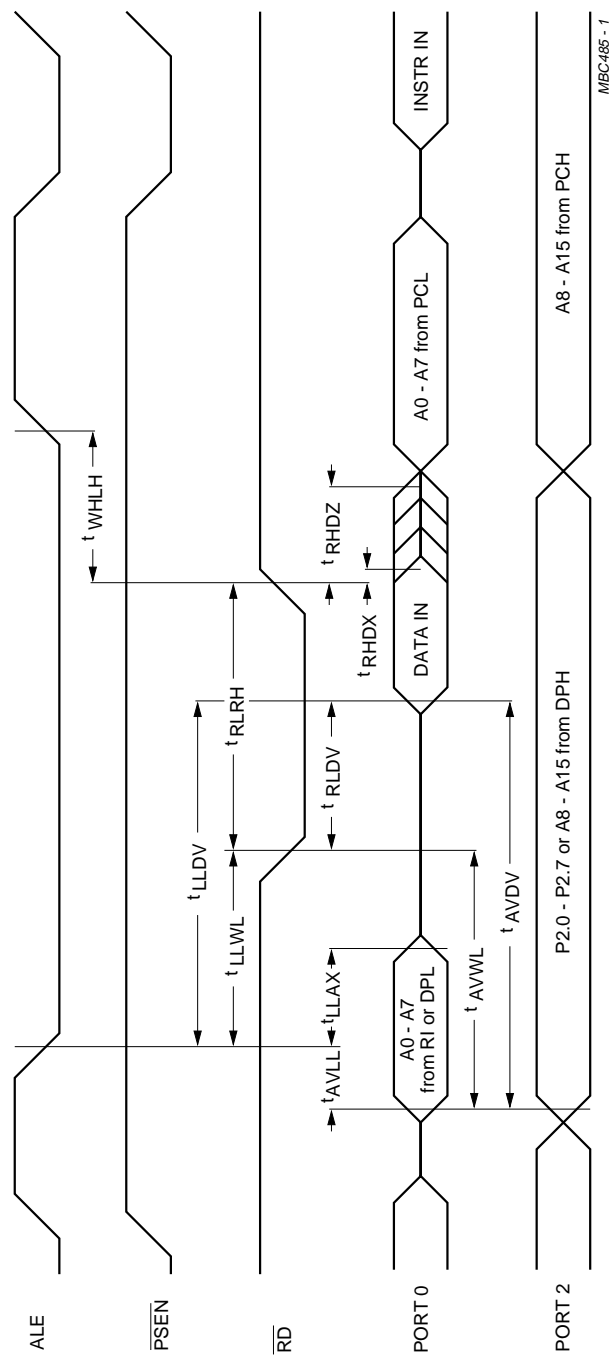 ALE
t WHLH
PSEN
t LLDV
t LLWL
t RLRH
RD
t AVLL
t LLAX
t RLDV
t RHDX
t RHDZ
PORT 0
A0 - A7
from RI or DPL
DATA IN
A0 - A7 from PCL
INSTR IN
t AVWL
t AVDV
PORT 2
P2.0 - P2.7 or A8 - A15 from DPH
A8 - A15 from PCH
MBC485 - 1